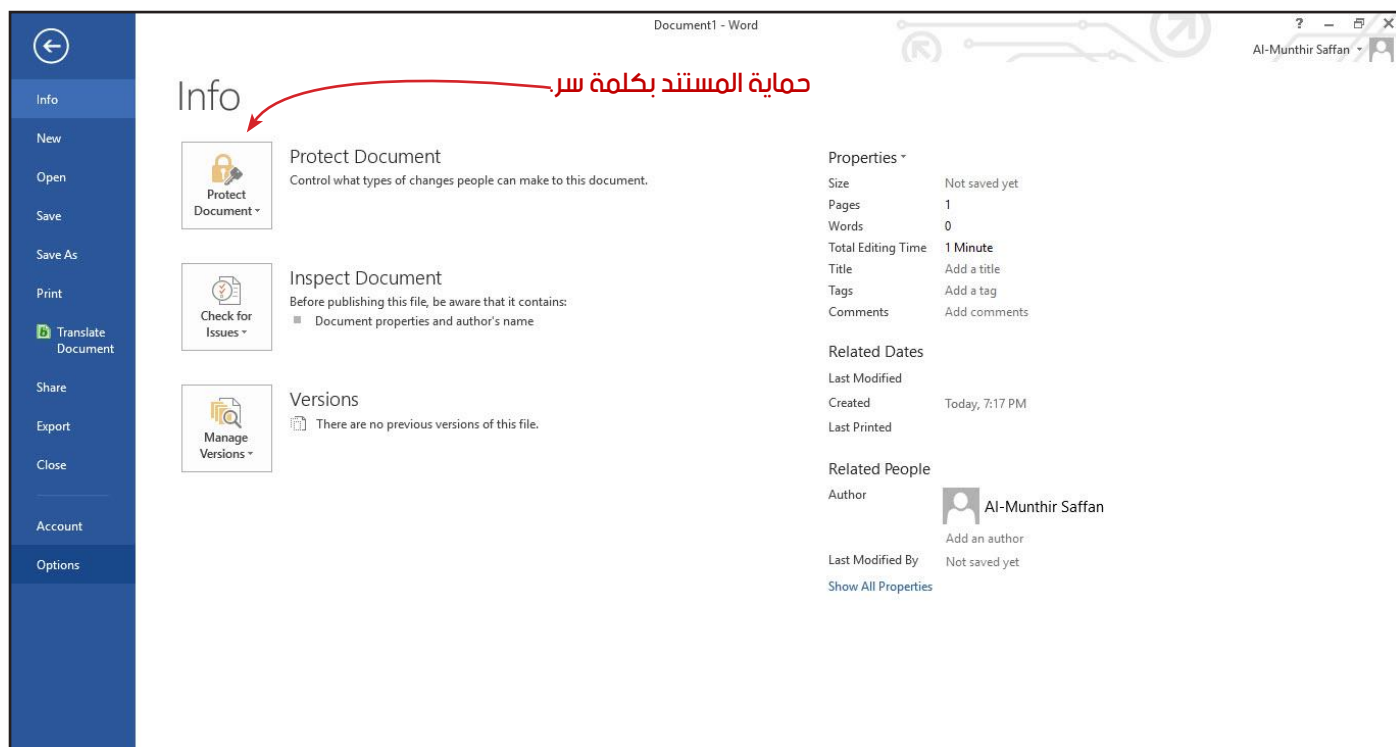 Document1 - Word
? – X
Al-Munthir Saffan
Info
New
Open
Save
Save As
Print
Translate
Document
Share
Export
Close
Account
Options
Info
حماية المستند بكلمة سر.
Protect
Document
Protect Document
Control what types of changes people can make to this document.
Check for
Issues
Inspect Document
Before publishing this file, be aware that it contains:
Document properties and author's name
Manage
Versions
Versions
There are no previous versions of this file.
Properties
Size Not saved yet
Pages 1
Words 0
Total Editing Time 1 Minute
Title Add a title
Tags Add a tag
Comments Add comments
Related Dates
Last Modified
Created Today, 7:17 PM
Last Printed
Related People
Author Al-Munthir Saffan
Add an author
Last Modified By Not saved yet
Show All Properties